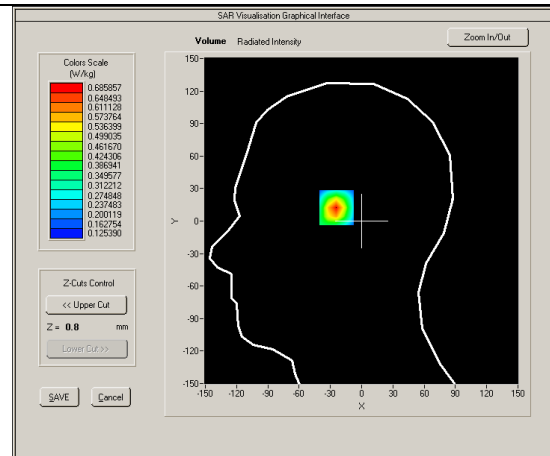 SAR Visualisation Graphical Interface
Volume Radiated Intensity
Zoom In/Out
Colors Scale
(W/kg)
0.685857
0.648493
0.611128
0.573764
0.536399
0.499035
0.461670
0.424306
0.386941
0.349577
0.312212
0.274848
0.237483
0.200119
0.162754
0.125390
Z-Cuts Control
<< Upper Cut
Z = 0.8 mm
Lower Cut >>
SAVE Cancel
150-
120-
90-
60-
30-
0-
-30-
-60-
-90-
-120-
-150-
Y
-150 -120 -90 -60 -30 0 30 60 90 120 150
X